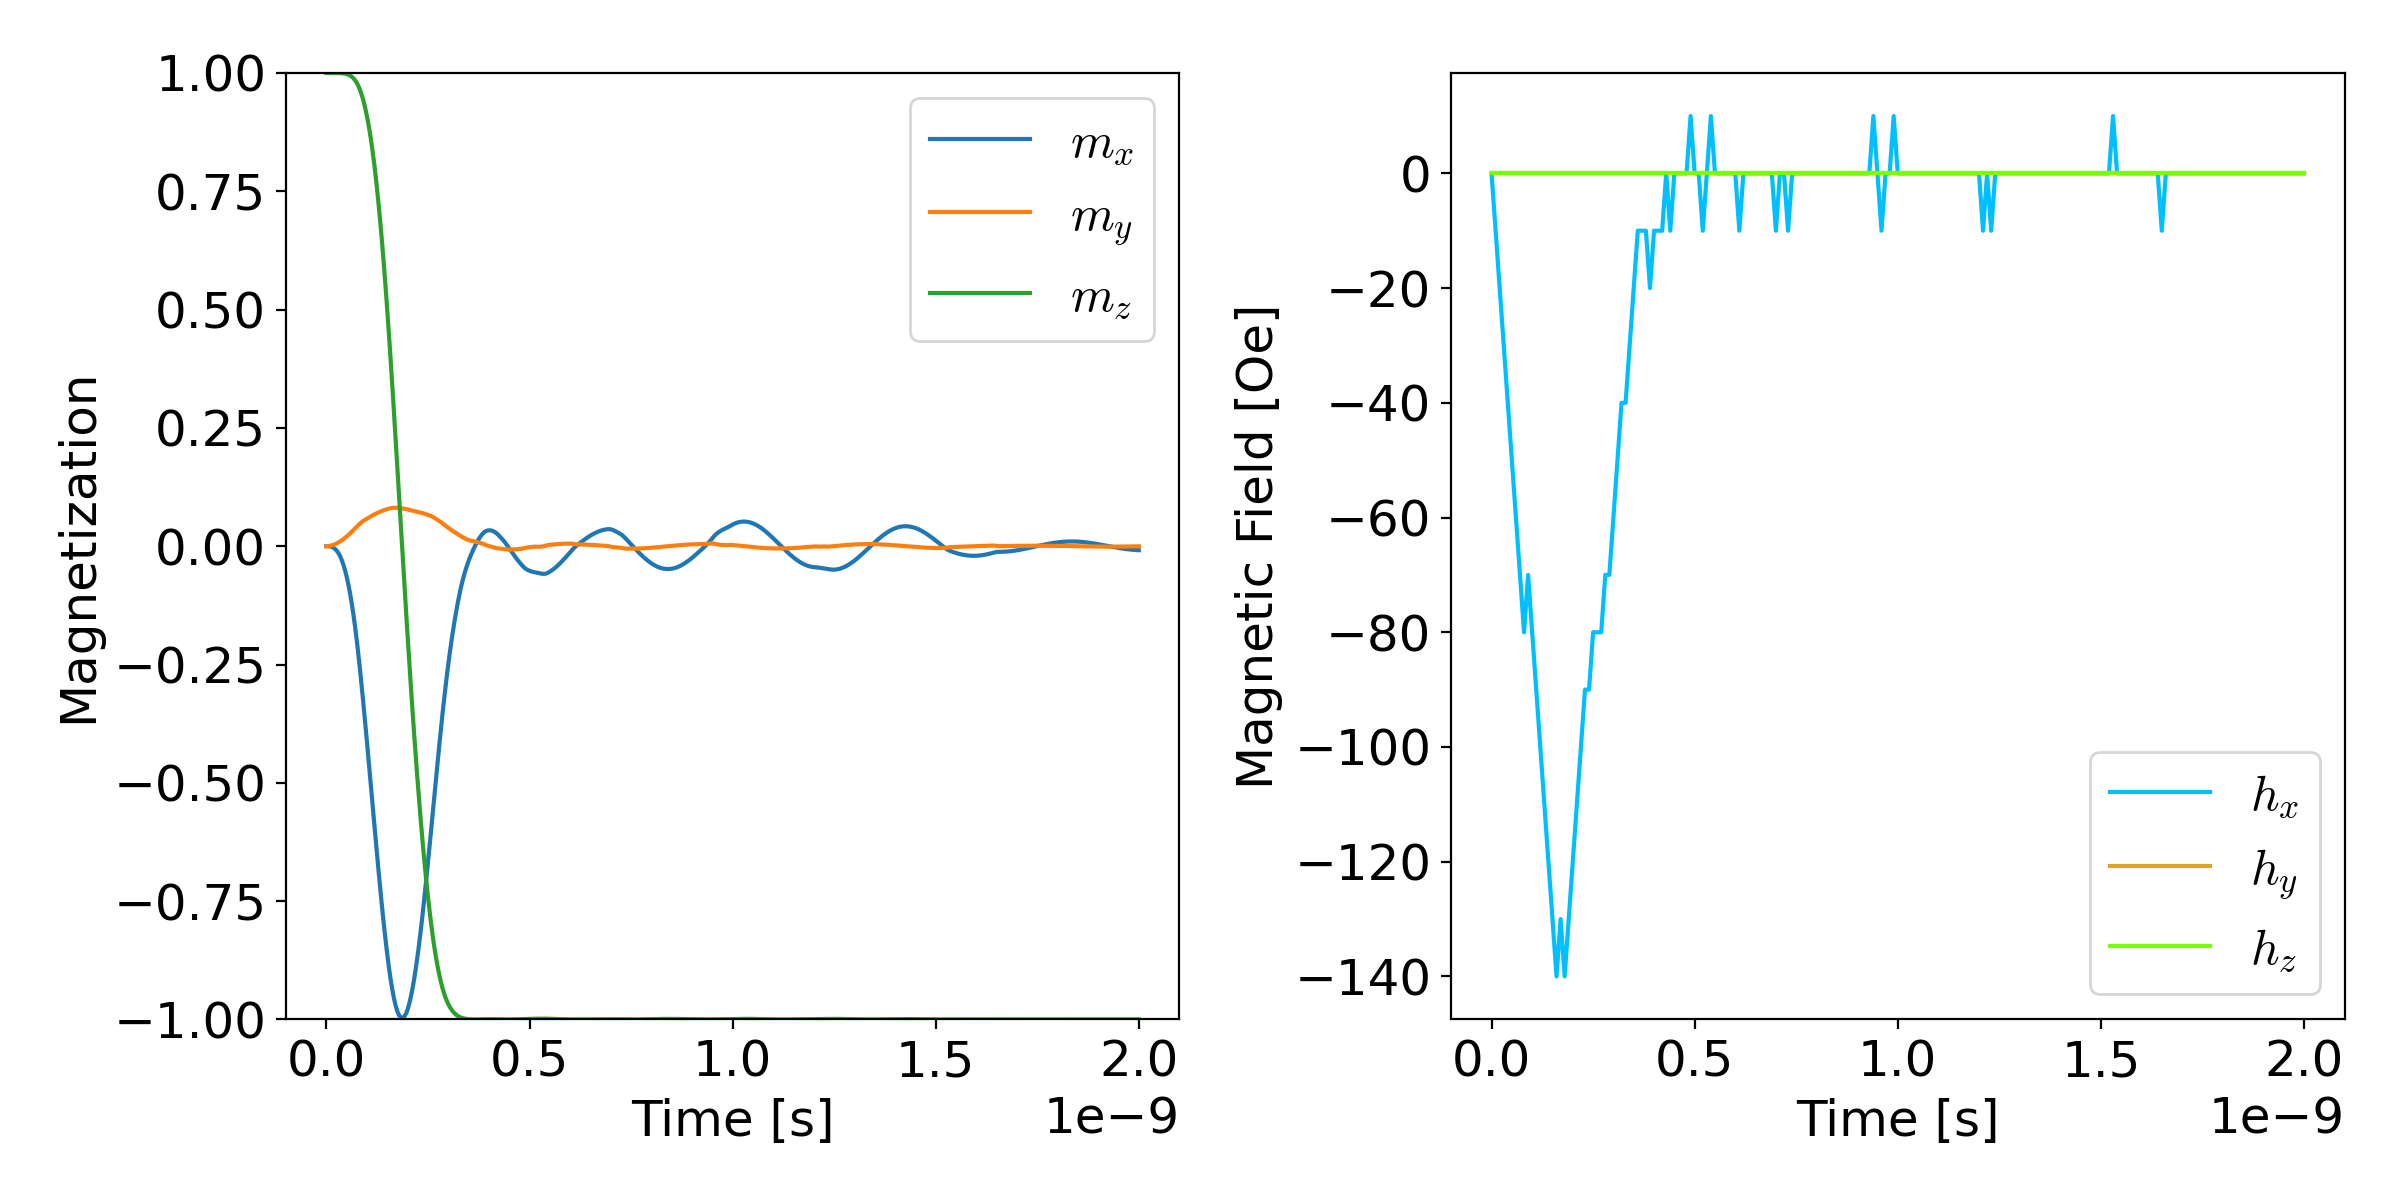 Magnetization
1.00
0.75
0.50
0.25
0.00
−0.25
−0.50
−0.75
−1.00
0.0 0.5 1.0 1.5 2.0
Time [s]
1e−9
m_x
m_y
m_z
Magnetic Field [Oe]
0
−20
−40
−60
−80
−100
−120
−140
0.0 0.5 1.0 1.5 2.0
Time [s]
1e−9
h_x
h_y
h_z